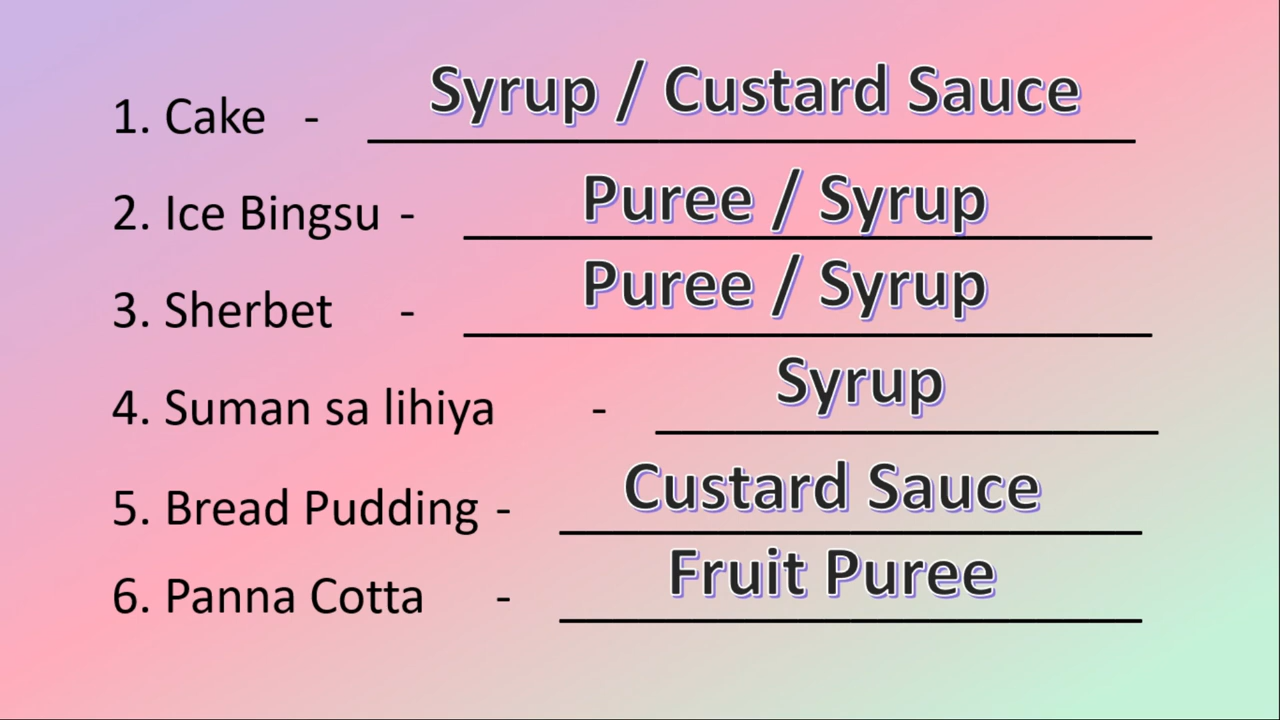 1. Cake - Syrup / Custard Sauce
2. Ice Bingsu - Puree / Syrup
3. Sherbet - Puree / Syrup
4. Suman sa lihiya - Syrup
5. Bread Pudding - Custard Sauce
6. Panna Cotta - Fruit Puree